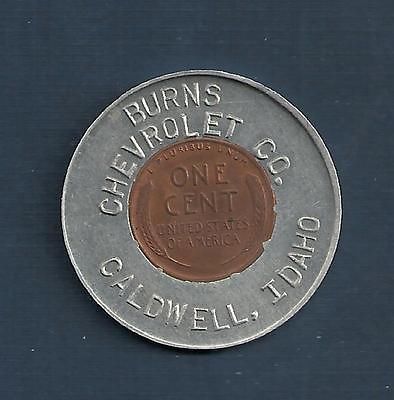 BURNS
CHEVROLET CO.
E PLURIBUS UNUM
ONE
CENT
UNITED STATES
OF AMERICA
CALDWELL, IDAHO